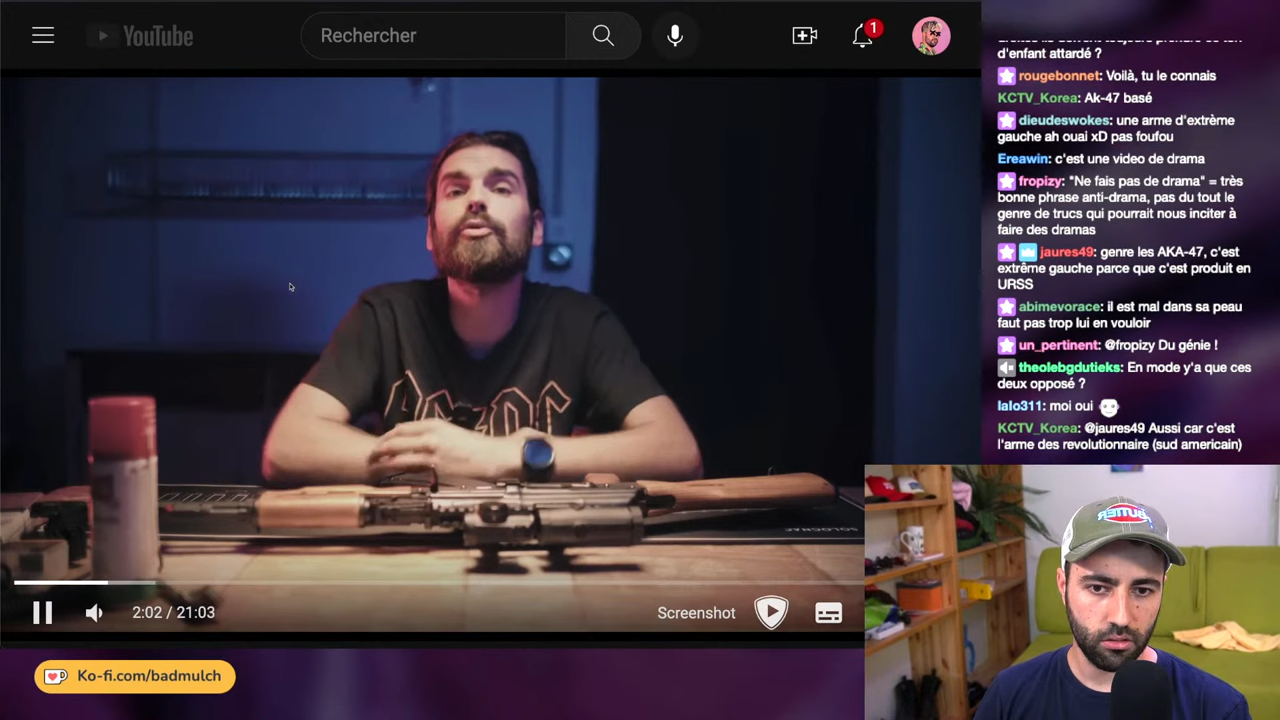 YouTube
Rechercher
1
d'enfant attardé ?
rougebonnet: Voilà, tu le connais
KCTV_Korea: Ak-47 basé
dieudeswokes: une arme d'extrème
gauche ah ouai xD pas foufou
Ereawin: c'est une video de drama
fropizy: "Ne fais pas de drama" = très
bonne phrase anti-drama, pas du tout le
genre de trucs qui pourrait nous inciter à
faire des dramas
jaures49: genre les AKA-47, c'est
extrême gauche parce que c'est produit en
URSS
abimevorace: il est mal dans sa peau
faut pas trop lui en vouloir
un_pertinent: @fropizy Du génie !
theolebgdutieks: En mode y'a que ces
deux opposé ?
lalo311: moi oui
KCTV_Korea: @jaures49 Aussi car c'est
l'arme des revolutionnaire (sud americain)
2:02 / 21:03
Screenshot
Ko-fi.com/badmulch